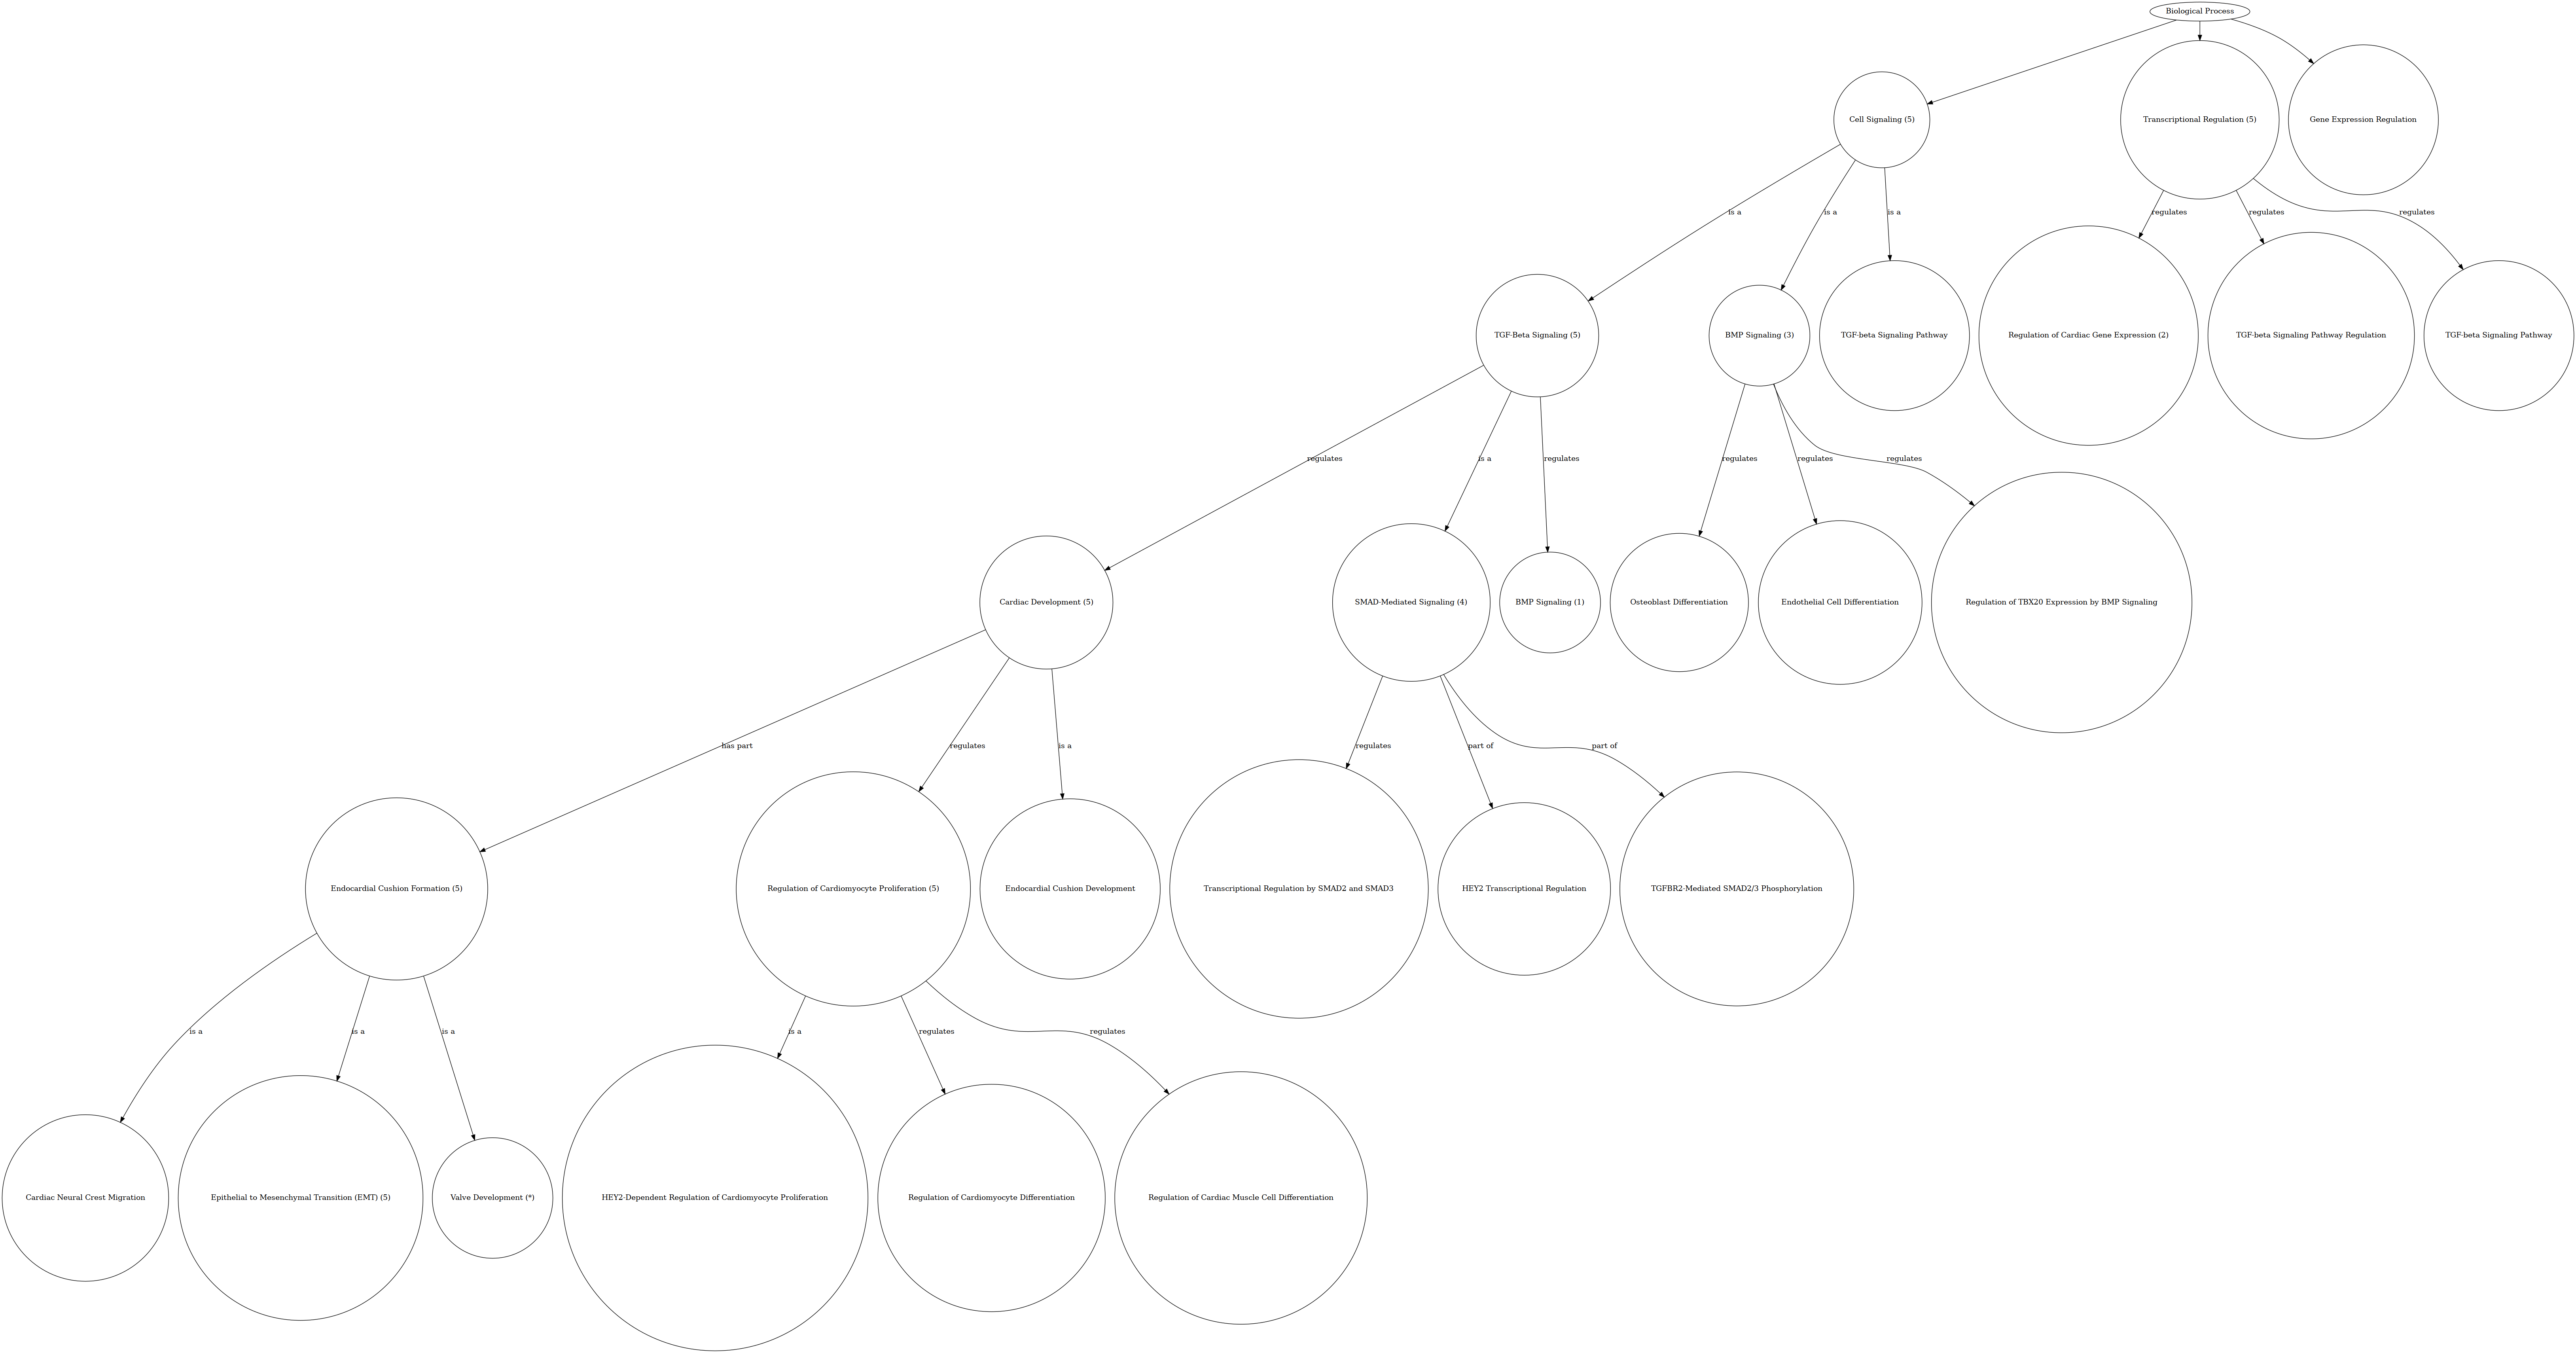 Biological Process
Cell Signaling (5)
Transcriptional Regulation (5)
Gene Expression Regulation
is a
is a
is a
regulates
regulates
regulates
TGF-Beta Signaling (5)
BMP Signaling (3)
TGF-beta Signaling Pathway
Regulation of Cardiac Gene Expression (2)
TGF-beta Signaling Pathway Regulation
TGF-beta Signaling Pathway
regulates
is a
regulates
regulates
regulates
regulates
Cardiac Development (5)
SMAD-Mediated Signaling (4)
BMP Signaling (1)
Osteoblast Differentiation
Endothelial Cell Differentiation
Regulation of TBX20 Expression by BMP Signaling
has part
regulates
is a
regulates
part of
part of
Endocardial Cushion Formation (5)
Regulation of Cardiomyocyte Proliferation (5)
Endocardial Cushion Development
Transcriptional Regulation by SMAD2 and SMAD3
HEY2 Transcriptional Regulation
TGFBR2-Mediated SMAD2/3 Phosphorylation
is a
is a
is a
is a
regulates
regulates
Cardiac Neural Crest Migration
Epithelial to Mesenchymal Transition (EMT) (5)
Valve Development (*)
HEY2-Dependent Regulation of Cardiomyocyte Proliferation
Regulation of Cardiomyocyte Differentiation
Regulation of Cardiac Muscle Cell Differentiation